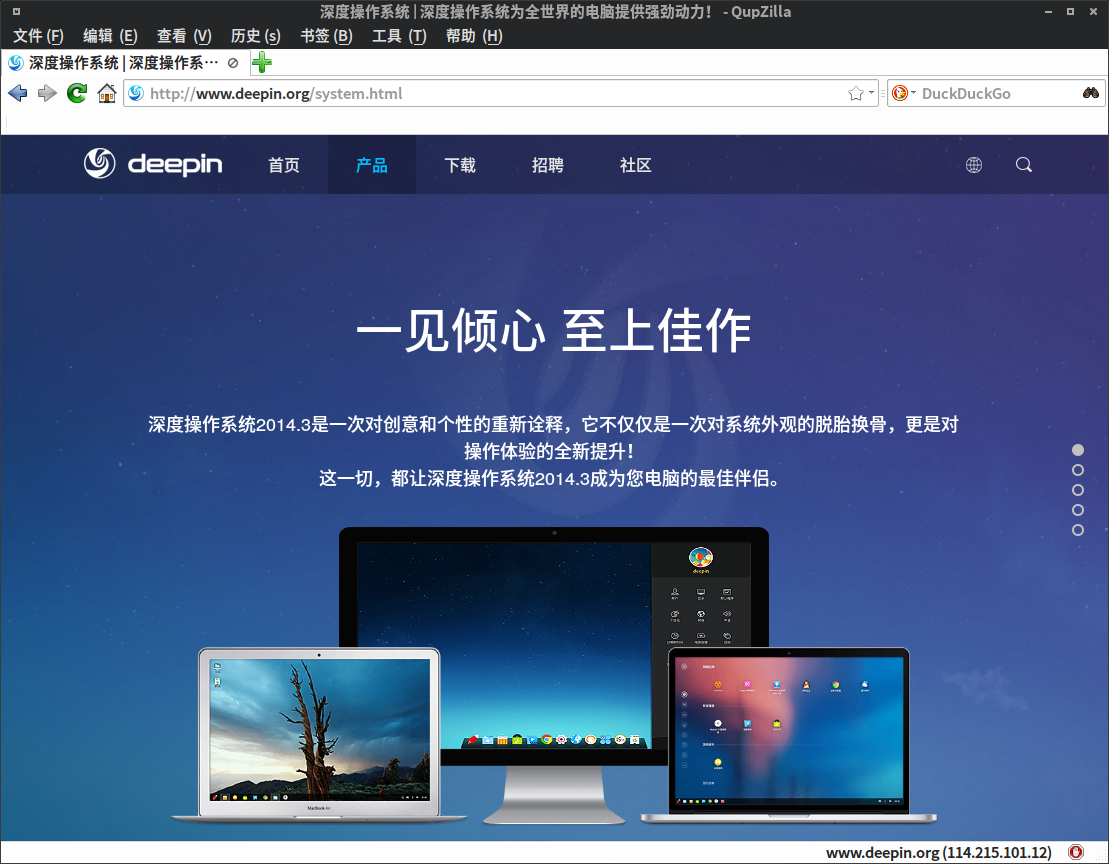 深度操作系统 | 深度操作系统为全世界的电脑提供强劲动力！ - QupZilla
文件 (F) 编辑 (E) 查看 (V) 历史 (s) 书签 (B) 工具 (T) 帮助 (H)
深度操作系统 | 深度操作系…
http://www.deepin.org/system.html DuckDuckGo
deepin 首页 产品 下载 招聘 社区
一见倾心 至上佳作
深度操作系统2014.3是一次对创意和个性的重新诠释，它不仅仅是一次对系统外观的脱胎换骨，更是对
操作体验的全新提升！
这一切，都让深度操作系统2014.3成为您电脑的最佳伴侣。
deepin
MacBook Air
www.deepin.org (114.215.101.12)